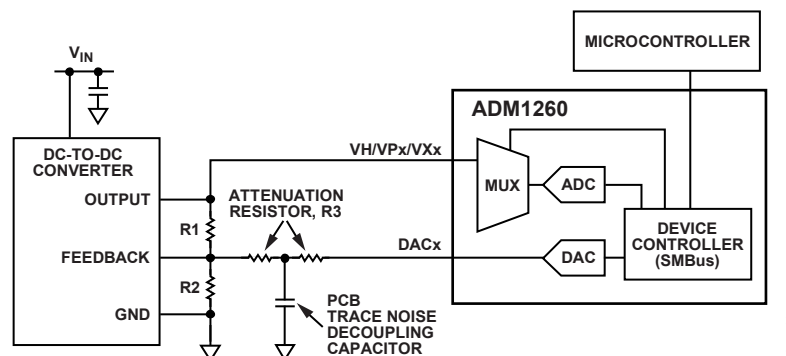 MICROCONTROLLER
VIN
ADM1260
DC-TO-DC
CONVERTER
VH/VPx/VXx
MUX
ADC
OUTPUT
ATTENUATION
RESISTOR, R3
R1
DACx
FEEDBACK
DAC
DEVICE
CONTROLLER
(SMBus)
R2
GND
PCB
TRACE NOISE
DECOUPLING
CAPACITOR